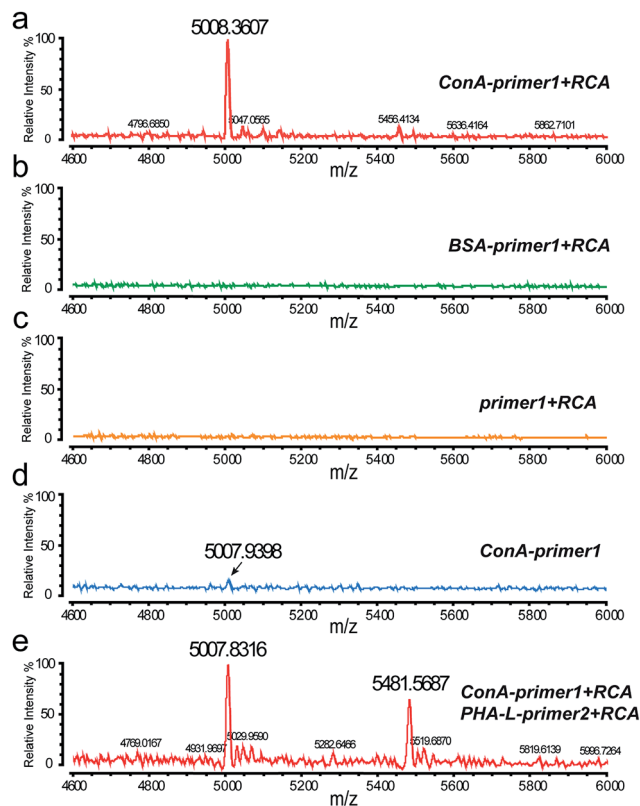 a
5008.3607
Relative Intensity %
100
50
0
4796.6850
5047.0565
5456.4134
5636.4164
5862.7101
ConA-primer1+RCA
4600 4800 5000 5200 5400 5600 5800 6000
m/z
b
Relative Intensity %
100
50
0
BSA-primer1+RCA
4600 4800 5000 5200 5400 5600 5800 6000
m/z
c
Relative Intensity %
100
50
0
primer1+RCA
4600 4800 5000 5200 5400 5600 5800 6000
m/z
d
Relative Intensity %
100
50
0
5007.9398
ConA-primer1
4600 4800 5000 5200 5400 5600 5800 6000
m/z
e
5007.8316
Relative Intensity %
100
50
0
5481.5687
ConA-primer1+RCA
PHA-L-primer2+RCA
4769.0167
4931.9697
5029.9590
5282.6466
5519.6870
5819.6139
5996.7264
4600 4800 5000 5200 5400 5600 5800 6000
m/z